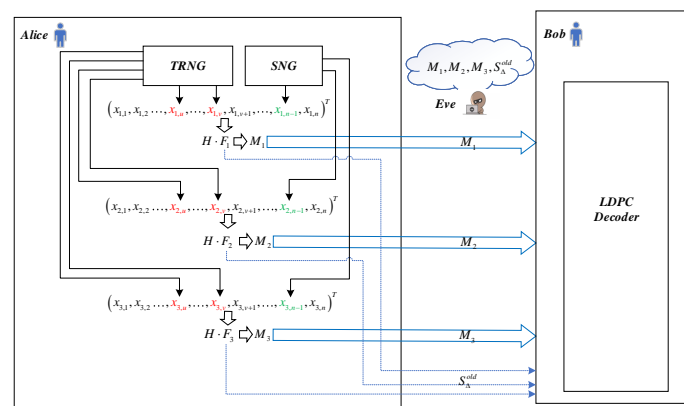 Alice
Bob
TRNG
SNG
M₁, M₂, M₃, S_Δ^old
Eve
(x₁,₁, x₁,₂ ..., x₁,ᵤ ..., x₁,ᵥ, x₁,ᵥ₊₁, ..., x₁,ₙ₋₁, x₁,ₙ)ᵀ
H · F₁ ⇨ M₁
M₁
LDPC
Decoder
(x₂,₁, x₂,₂ ..., x₂,ᵤ, ..., x₂,ᵥ, x₂,ᵥ₊₁, ..., x₂,ₙ₋₁, x₂,ₙ)ᵀ
H · F₂ ⇨ M₂
M₂
(x₃,₁, x₃,₂ ..., x₃,ᵤ, ..., x₃,ᵥ, x₃,ᵥ₊₁, ..., x₃,ₙ₋₁, x₃,ₙ)ᵀ
H · F₃ ⇨ M₃
M₃
S_Δ^old